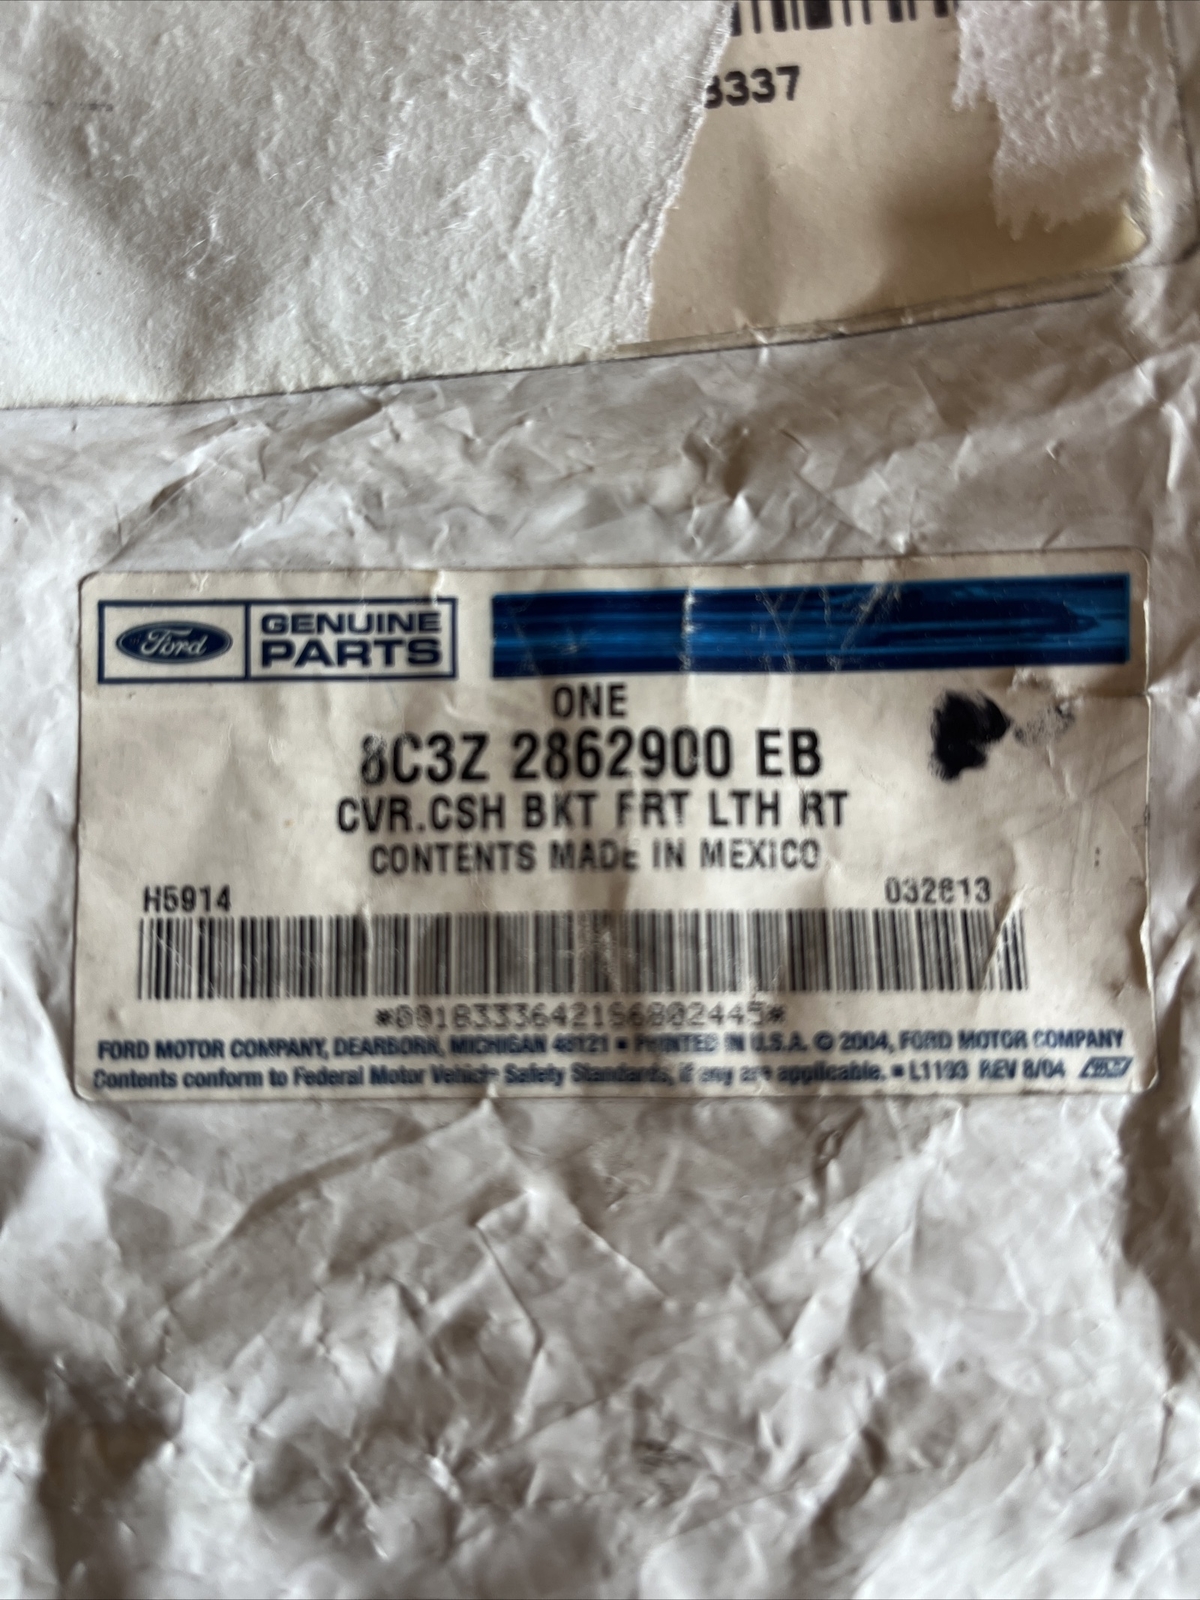 3337
Ford GENUINE PARTS
ONE
8C3Z 2862900 EB
CVR.CSH BKT FRT LTH RT
CONTENTS MADE IN MEXICO
H5914 032613
*0018333642156802445*
FORD MOTOR COMPANY, DEARBORN, MICHIGAN 48121 ▪ PRINTED IN U.S.A. © 2004, FORD MOTOR COMPANY
Contents conform to Federal Motor Vehicle Safety Standards, if any are applicable. ▪ L1193 REV 8/04